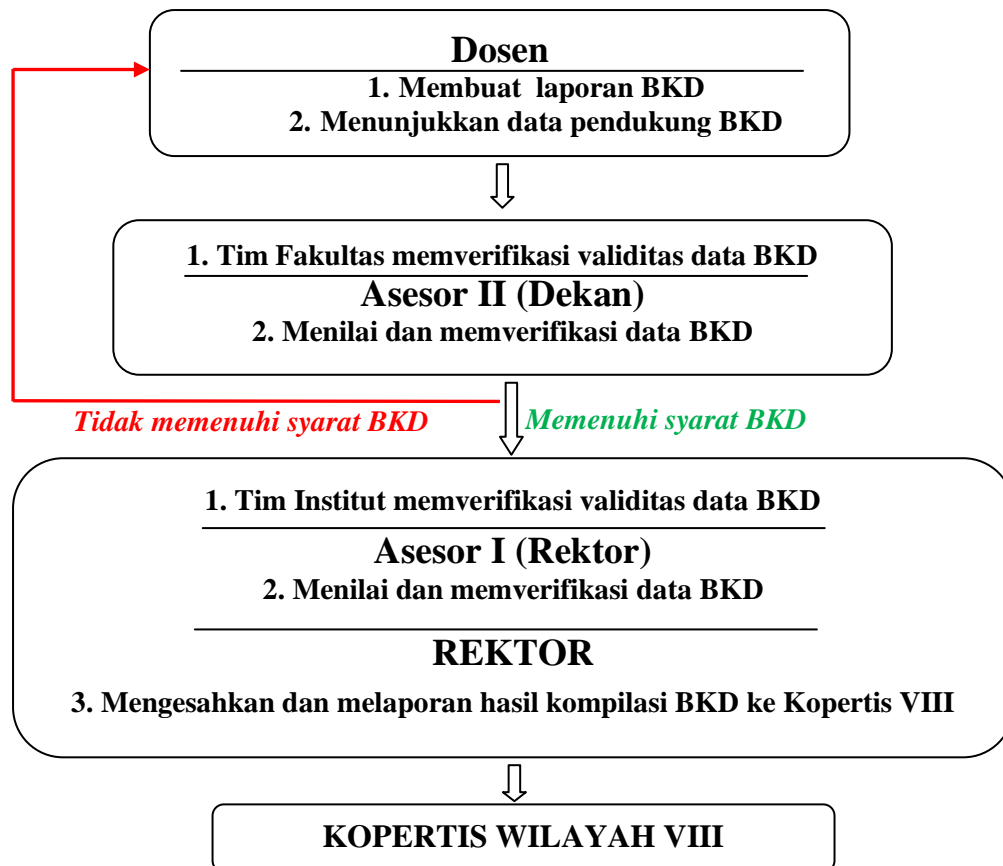 Dosen
1. Membuat laporan BKD
2. Menunjukkan data pendukung BKD
1. Tim Fakultas memverifikasi validitas data BKD
Asesor II (Dekan)
2. Menilai dan memverifikasi data BKD
Tidak memenuhi syarat BKD
Memenuhi syarat BKD
1. Tim Institut memverifikasi validitas data BKD
Asesor I (Rektor)
2. Menilai dan memverifikasi data BKD
REKTOR
3. Mengesahkan dan melaporan hasil kompilasi BKD ke Kopertis VIII
KOPERTIS WILAYAH VIII